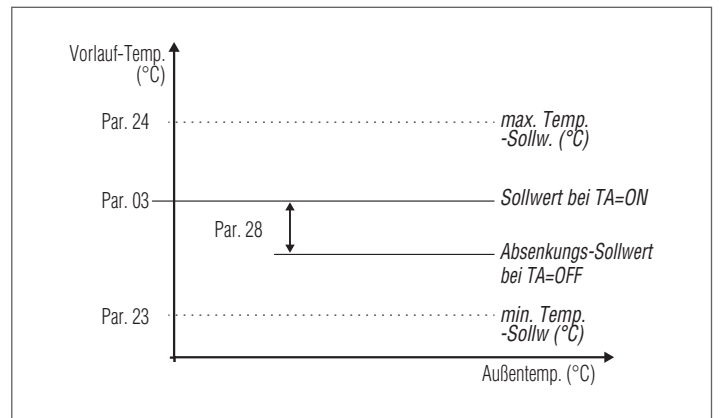 Vorlauf-Temp.
(°C)
Par. 24
max. Temp.
-Sollw. (°C)
Par. 03
Sollwert bei TA=ON
Par. 28
Absenkungs-Sollwert
bei TA=OFF
Par. 23
min. Temp.
-Sollw (°C)
Außentemp. (°C)